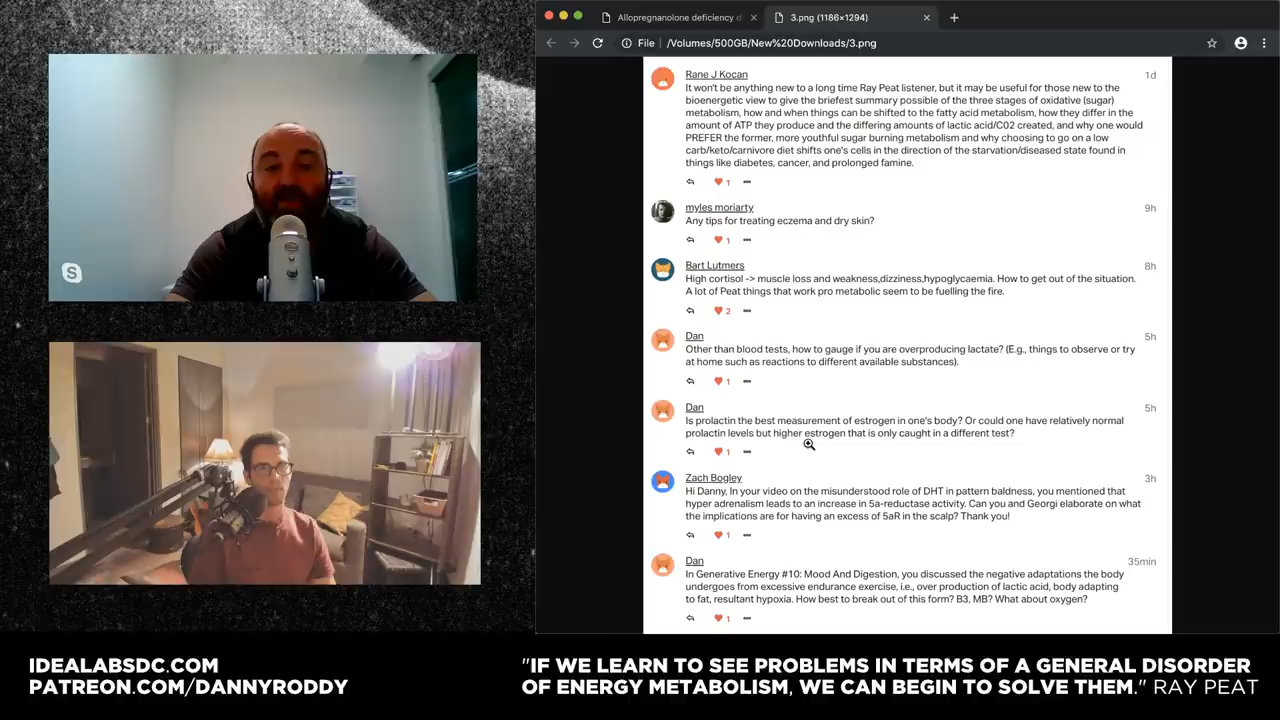 Allopregnanolone deficiency d
3.png (1186×1294)
File
/Volumes/500GB/New%20Downloads/3.png
Rane J Kocan
1d
It won't be anything new to a long time Ray Peat listener, but it may be useful for those new to the
bioenergetic view to give the briefest summary possible of the three stages of oxidative (sugar)
metabolism, how and when things can be shifted to the fatty acid metabolism, how they differ in the
amount of ATP they produce and the differing amounts of lactic acid/C02 created, and why one would
PREFER the former, more youthful sugar burning metabolism and why choosing to go on a low
carb/keto/carnivore diet shifts one's cells in the direction of the starvation/diseased state found in
things like diabetes, cancer, and prolonged famine.
1
myles moriarty
9h
Any tips for treating eczema and dry skin?
1
Bart Lutmers
8h
High cortisol -> muscle loss and weakness,dizziness,hypoglycaemia. How to get out of the situation.
A lot of Peat things that work pro metabolic seem to be fuelling the fire.
2
Dan
5h
Other than blood tests, how to gauge if you are overproducing lactate? (E.g., things to observe or try
at home such as reactions to different available substances).
1
Dan
5h
Is prolactin the best measurement of estrogen in one's body? Or could one have relatively normal
prolactin levels but higher estrogen that is only caught in a different test?
1
Zach Bogley
3h
Hi Danny, In your video on the misunderstood role of DHT in pattern baldness, you mentioned that
hyper adrenalism leads to an increase in 5a-reductase activity. Can you and Georgi elaborate on what
the implications are for having an excess of 5aR in the scalp? Thank you!
1
Dan
35min
In Generative Energy #10: Mood And Digestion, you discussed the negative adaptations the body
undergoes from excessive endurance exercise, i.e., over production of lactic acid, body adapting
to fat, resultant hypoxia. How best to break out of this form? B3, MB? What about oxygen?
1
S
IDEALABSDC.COM
PATREON.COM/DANNYRODDY
"IF WE LEARN TO SEE PROBLEMS IN TERMS OF A GENERAL DISORDER
OF ENERGY METABOLISM, WE CAN BEGIN TO SOLVE THEM." RAY PEAT